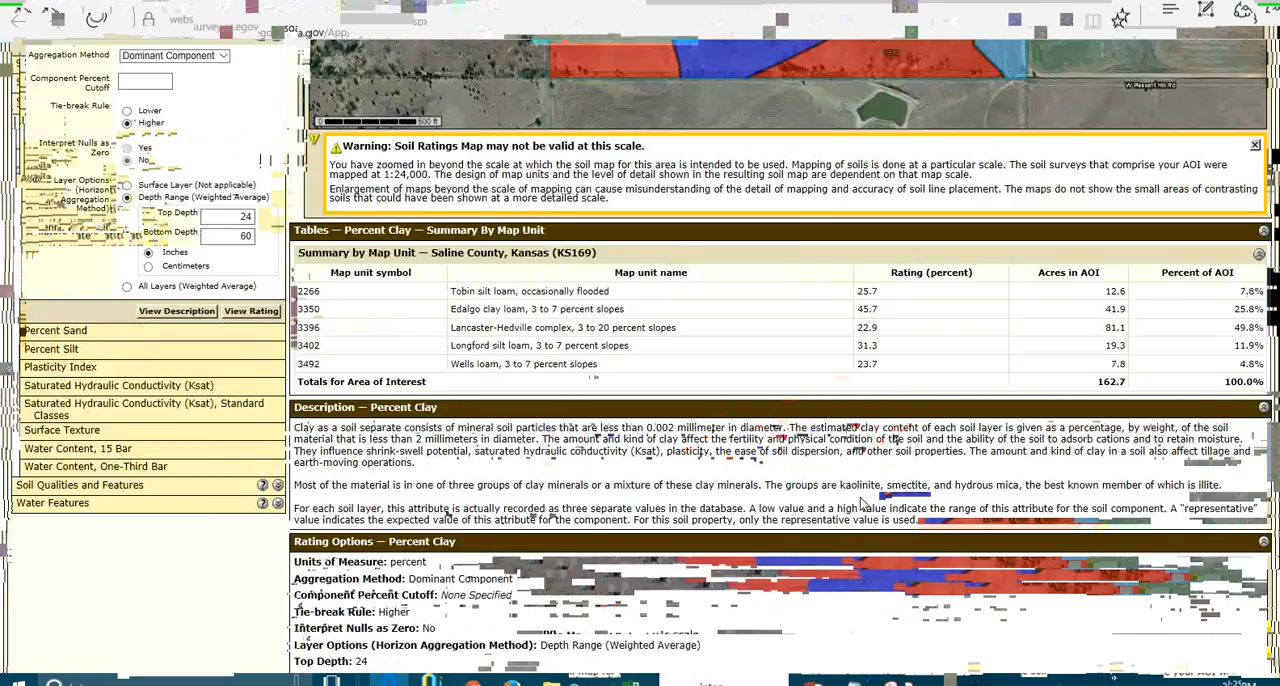 webs
gov/App/
spx
Aggregation Method Dominant Component
Component Percent
Cutoff
Tie-break Rule
Lower
Higher
Interpret Nulls as
Zero
Yes
No
Layer Options
(Horizon
Aggregation
Method)
Surface Layer (Not applicable)
Depth Range (Weighted Average)
Top Depth 24
Bottom Depth 60
Inches
Centimeters
All Layers (Weighted Average)
View Description View Rating
Percent Sand
Percent Silt
Plasticity Index
Saturated Hydraulic Conductivity (Ksat)
Saturated Hydraulic Conductivity (Ksat), Standard
Classes
Surface Texture
Water Content, 15 Bar
Water Content, One-Third Bar
Soil Qualities and Features
Water Features
W Pleasant Hill Rd
0 500 ft
Warning: Soil Ratings Map may not be valid at this scale.
You have zoomed in beyond the scale at which the soil map for this area is intended to be used. Mapping of soils is done at a particular scale. The soil surveys that comprise your AOI were
mapped at 1:24,000. The design of map units and the level of detail shown in the resulting soil map are dependent on that map scale.
Enlargement of maps beyond the scale of mapping can cause misunderstanding of the detail of mapping and accuracy of soil line placement. The maps do not show the small areas of contrasting
soils that could have been shown at a more detailed scale.
Tables — Percent Clay — Summary By Map Unit
Summary by Map Unit — Saline County, Kansas (KS169)
Map unit symbol Map unit name Rating (percent) Acres in AOI Percent of AOI
2266 Tobin silt loam, occasionally flooded 25.7 12.6 7.8%
3350 Edalgo clay loam, 3 to 7 percent slopes 45.7 41.9 25.8%
3396 Lancaster-Hedville complex, 3 to 20 percent slopes 22.9 81.1 49.8%
3402 Longford silt loam, 3 to 7 percent slopes 31.3 19.3 11.9%
3492 Wells loam, 3 to 7 percent slopes 23.7 7.8 4.8%
Totals for Area of Interest 162.7 100.0%
Description — Percent Clay
Clay as a soil separate consists of mineral soil particles that are less than 0.002 millimeter in diameter. The estimated clay content of each soil layer is given as a percentage, by weight, of the soil
material that is less than 2 millimeters in diameter. The amount and kind of clay affect the fertility and physical condition of the soil and the ability of the soil to adsorb cations and to retain moisture.
They influence shrink-swell potential, saturated hydraulic conductivity (Ksat), plasticity, the ease of soil dispersion, and other soil properties. The amount and kind of clay in a soil also affect tillage and
earth-moving operations.
Most of the material is in one of three groups of clay minerals or a mixture of these clay minerals. The groups are kaolinite, smectite, and hydrous mica, the best known member of which is illite.
For each soil layer, this attribute is actually recorded as three separate values in the database. A low value and a high value indicate the range of this attribute for the soil component. A "representative"
value indicates the expected value of this attribute for the component. For this soil property, only the representative value is used.
Rating Options — Percent Clay
Units of Measure: percent
Aggregation Method: Dominant Component
Component Percent Cutoff: None Specified
Tie-break Rule: Higher
Interpret Nulls as Zero: No
Layer Options (Horizon Aggregation Method): Depth Range (Weighted Average)
Top Depth: 24